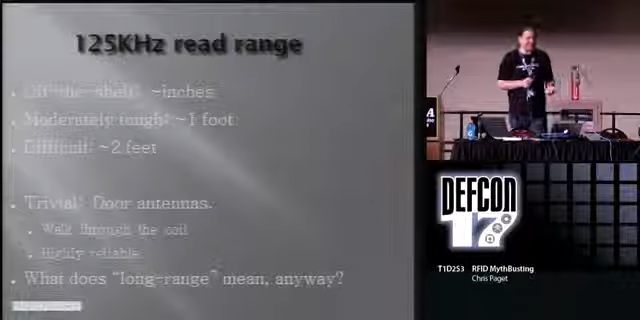 125KHz read range
Off-the-shelf: ~inches
Moderately tough: ~1 foot
Difficult: ~2 feet
Trivial: Door antennas.
Walk through the coil
Highly reliable
What does "long-range" mean, anyway?
DEFCON
17
T1D253 RFID MythBusting
Chris Paget